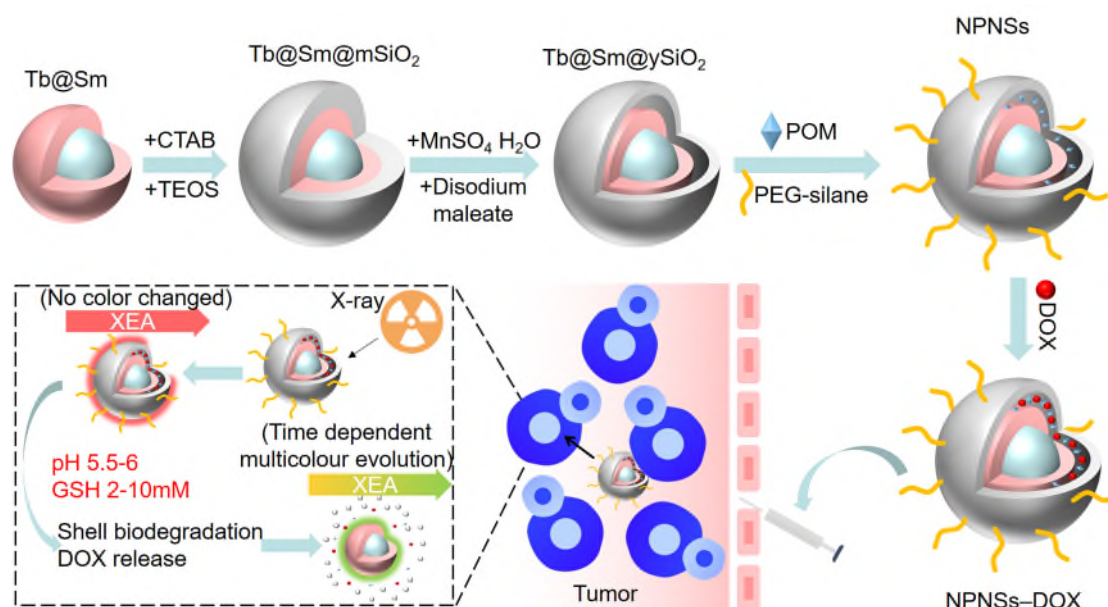 NPNSs
Tb@Sm@mSiO₂
Tb@Sm@ySiO₂
Tb@Sm
+CTAB
+TEOS
+MnSO₄ H₂O
+Disodium
maleate
POM
PEG-silane
(No color changed)
XEA
X-ray
DOX
(Time dependent
multicolour evolution)
XEA
pH 5.5-6
GSH 2-10mM
Shell biodegradation
DOX release
Tumor
NPNSs–DOX